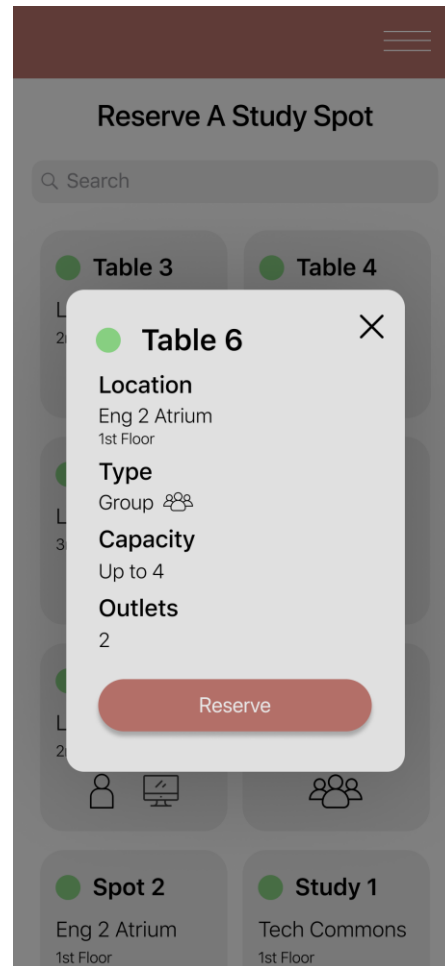 Reserve A Study Spot
Search
Table 3
Table 4
Table 6
Location
Eng 2 Atrium
1st Floor
Type
Group
Capacity
Up to 4
Outlets
2
Reserve
Spot 2
Study 1
Eng 2 Atrium
Tech Commons
1st Floor
1st Floor